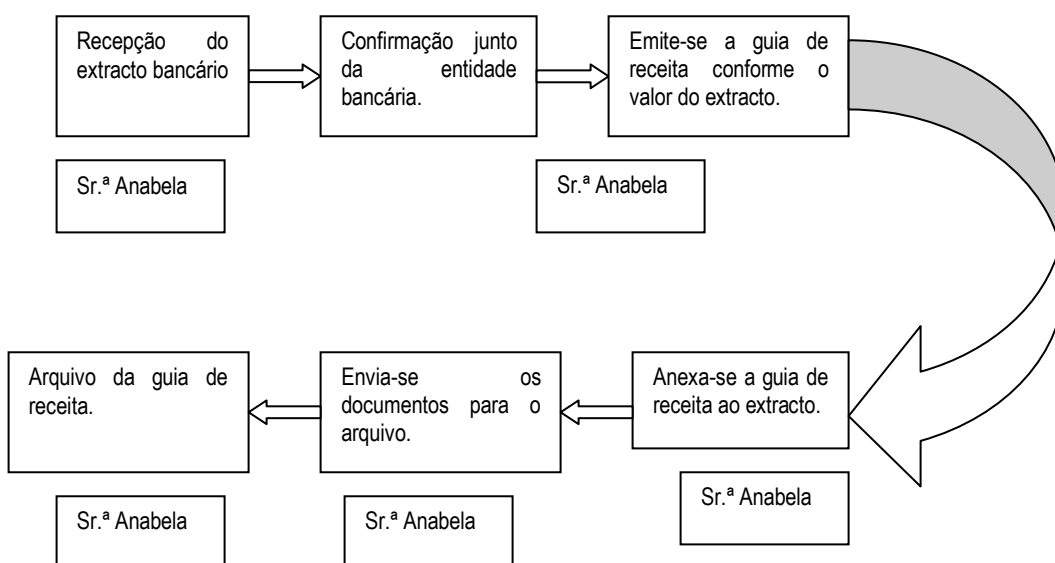 Recepção do
extracto bancário
Confirmação junto
da entidade
bancária.
Emite-se a guia de
receita conforme o
valor do extracto.
Sr.ª Anabela
Sr.ª Anabela
Arquivo da guia de
receita.
Envia-se os
documentos para o
arquivo.
Anexa-se a guia de
receita ao extracto.
Sr.ª Anabela
Sr.ª Anabela
Sr.ª Anabela